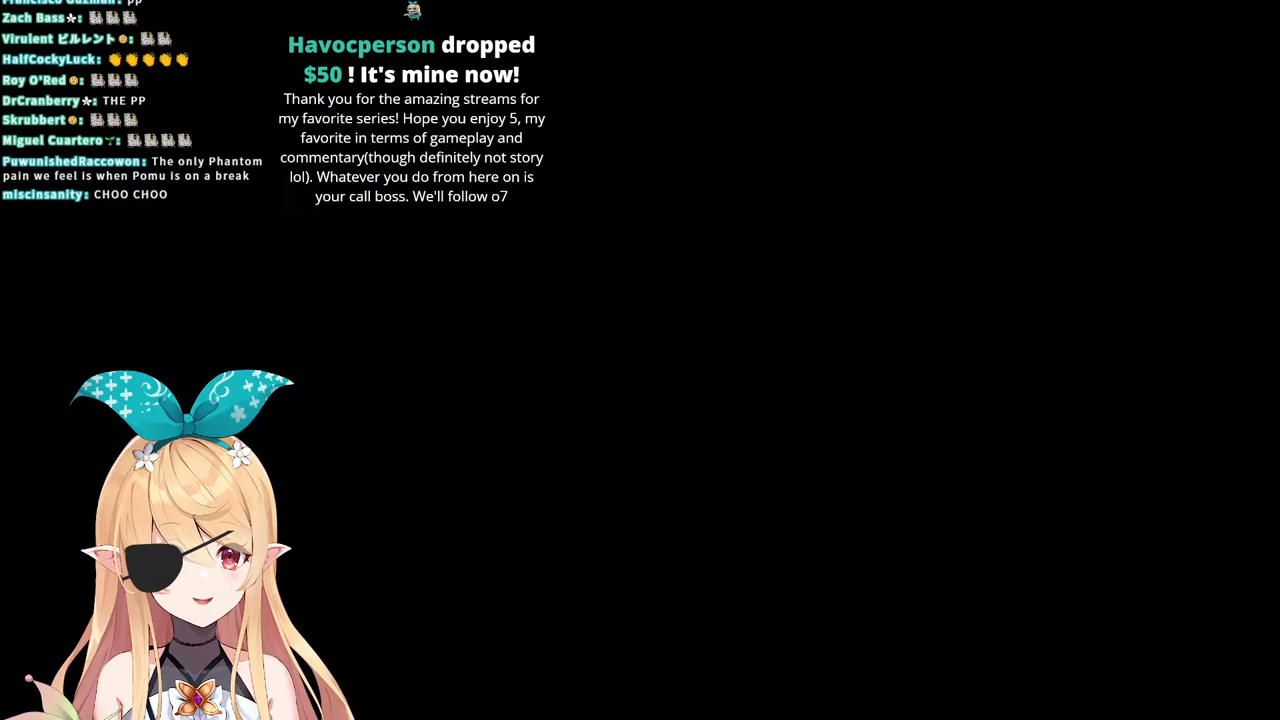 Francisco Guzman: pp
Zach Bass:
Virulent ビルレント:
HalfCockyLuck: 👏👏👏👏👏
Roy O'Red:
DrCranberry: THE PP
Skrubbert:
Miguel Cuartero:
PuwunishedRaccowon: The only Phantom
pain we feel is when Pomu is on a break
miscinsanity: CHOO CHOO
Havocperson dropped
$50 ! It's mine now!
Thank you for the amazing streams for
my favorite series! Hope you enjoy 5, my
favorite in terms of gameplay and
commentary(though definitely not story
lol). Whatever you do from here on is
your call boss. We'll follow o7